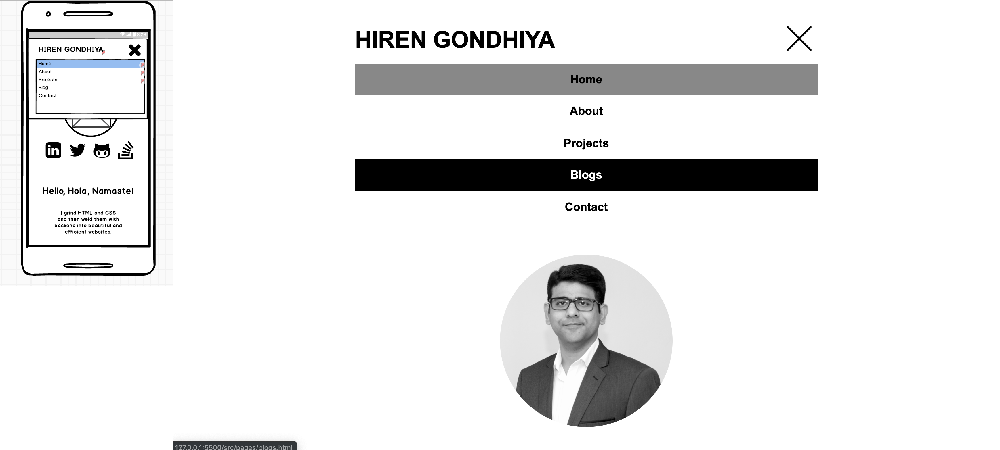 8:28
HIREN GONDHIYA
Home
About
Projects
Blog
Contact
in
Hello, Hola, Namaste!
I grind HTML and CSS
and then weld them with
backend into beautiful and
efficient websites.
HIREN GONDHIYA
Home
About
Projects
Blogs
Contact
127.0.0.1:5500/src/pages/blogs.html